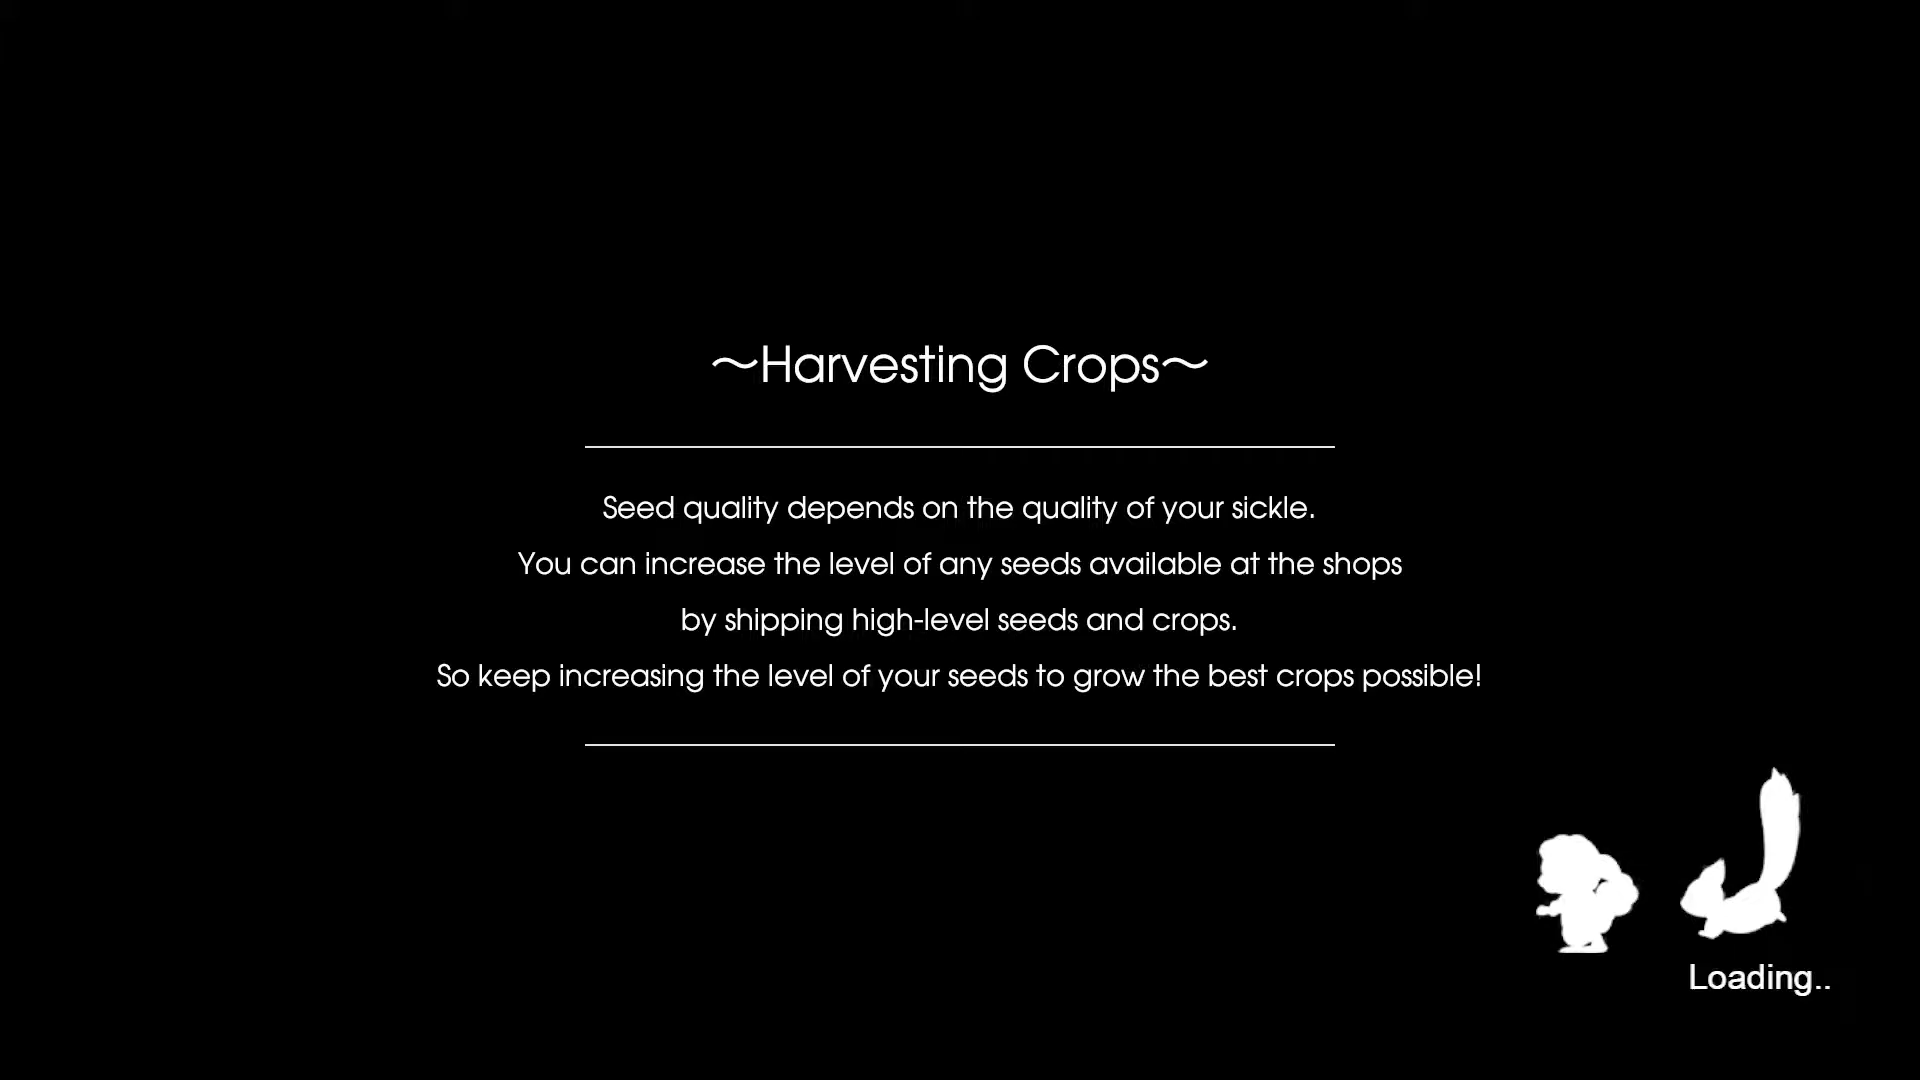 ～Harvesting Crops～
Seed quality depends on the quality of your sickle.
You can increase the level of any seeds available at the shops
by shipping high-level seeds and crops.
So keep increasing the level of your seeds to grow the best crops possible!
Loading..